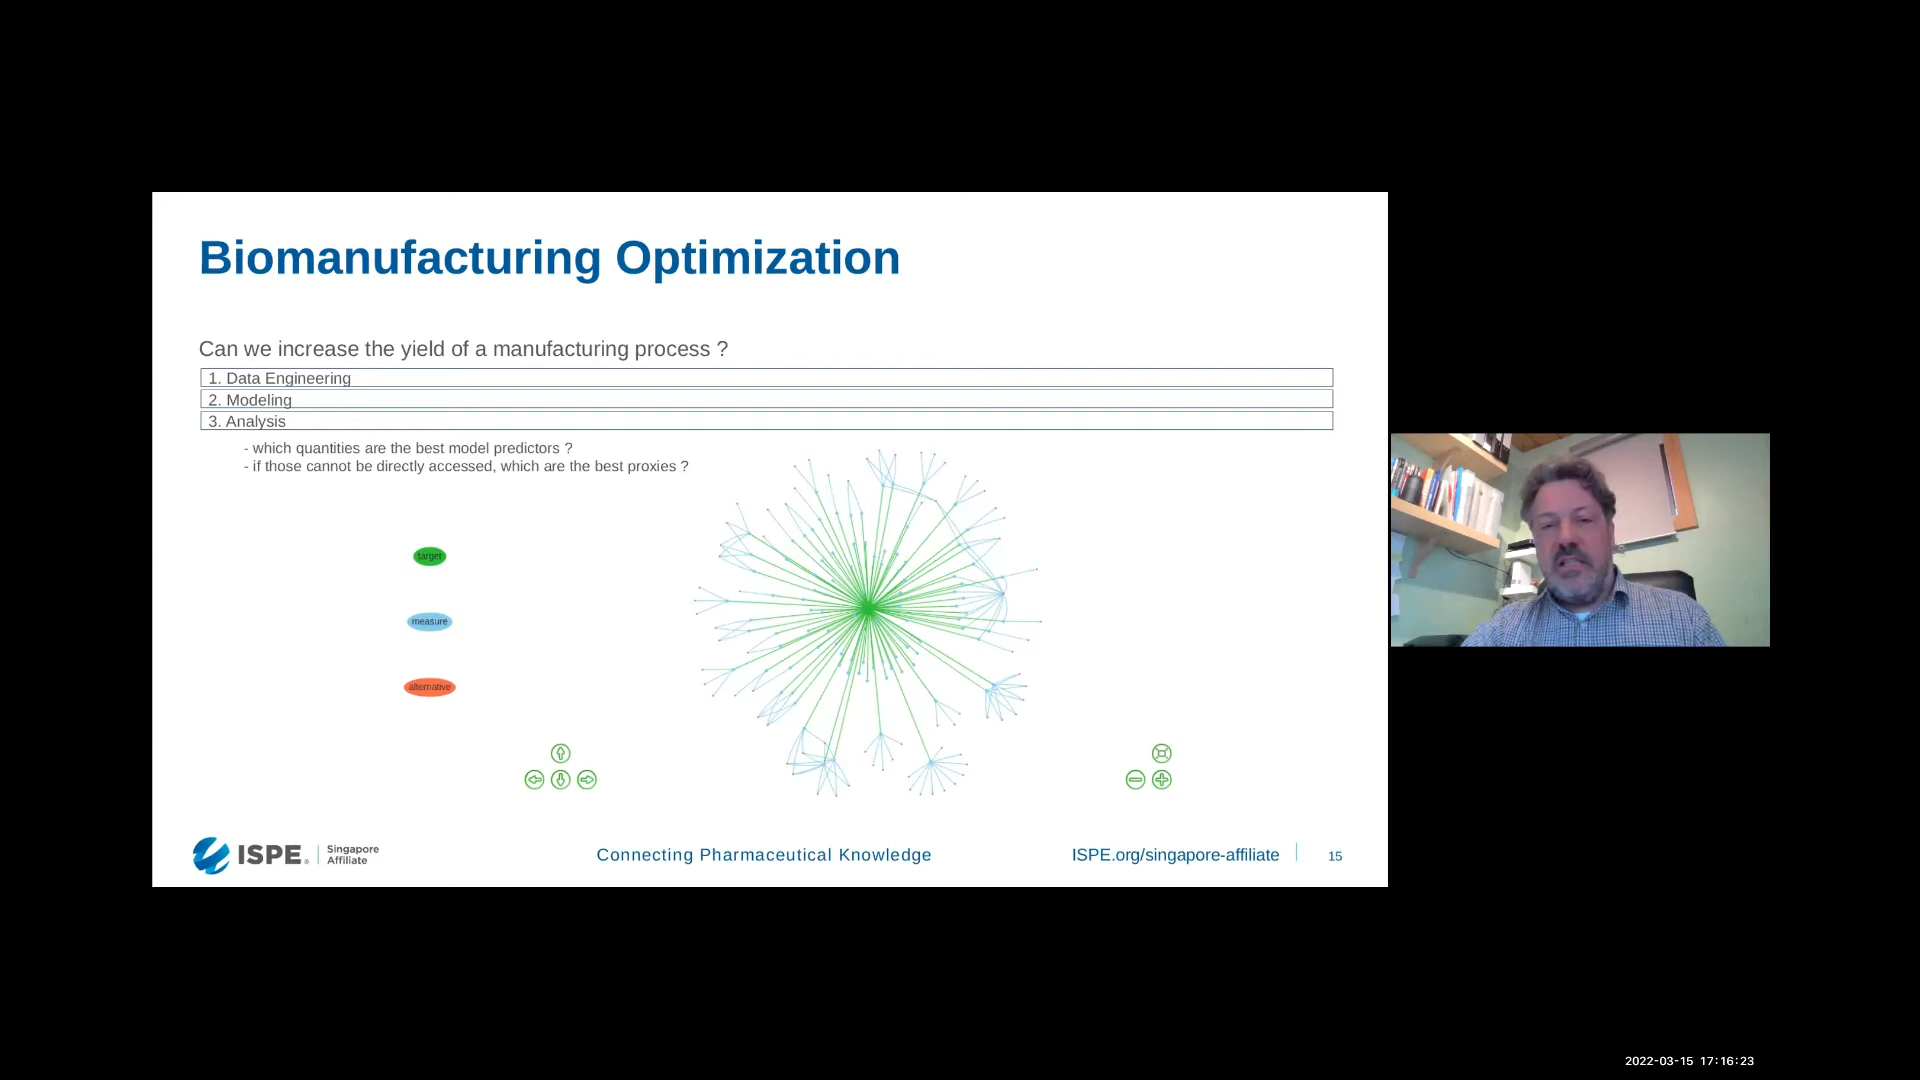 Biomanufacturing Optimization
Can we increase the yield of a manufacturing process ?
1. Data Engineering
2. Modeling
3. Analysis
- which quantities are the best model predictors ?
- if those cannot be directly accessed, which are the best proxies ?
target
measure
alternative
ISPE® | Singapore
Affiliate
Connecting Pharmaceutical Knowledge
ISPE.org/singapore-affiliate
15
2022-03-15 17:16:23